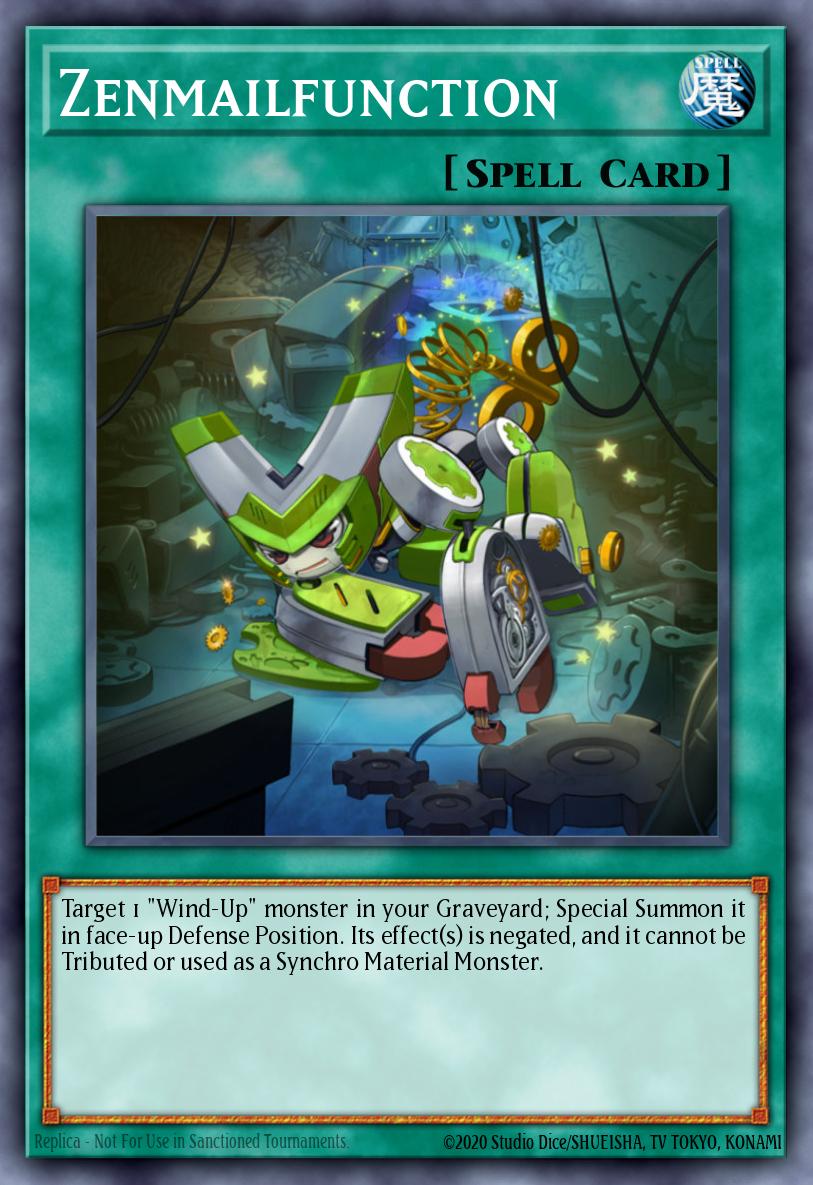 ZENMAILFUNCTION
SPELL
魔
[ SPELL CARD ]
Target 1 "Wind-Up" monster in your Graveyard; Special Summon it
in face-up Defense Position. Its effect(s) is negated, and it cannot be
Tributed or used as a Synchro Material Monster.
Replica - Not For Use in Sanctioned Tournaments.
©2020 Studio Dice/SHUEISHA, TV TOKYO, KONAMI